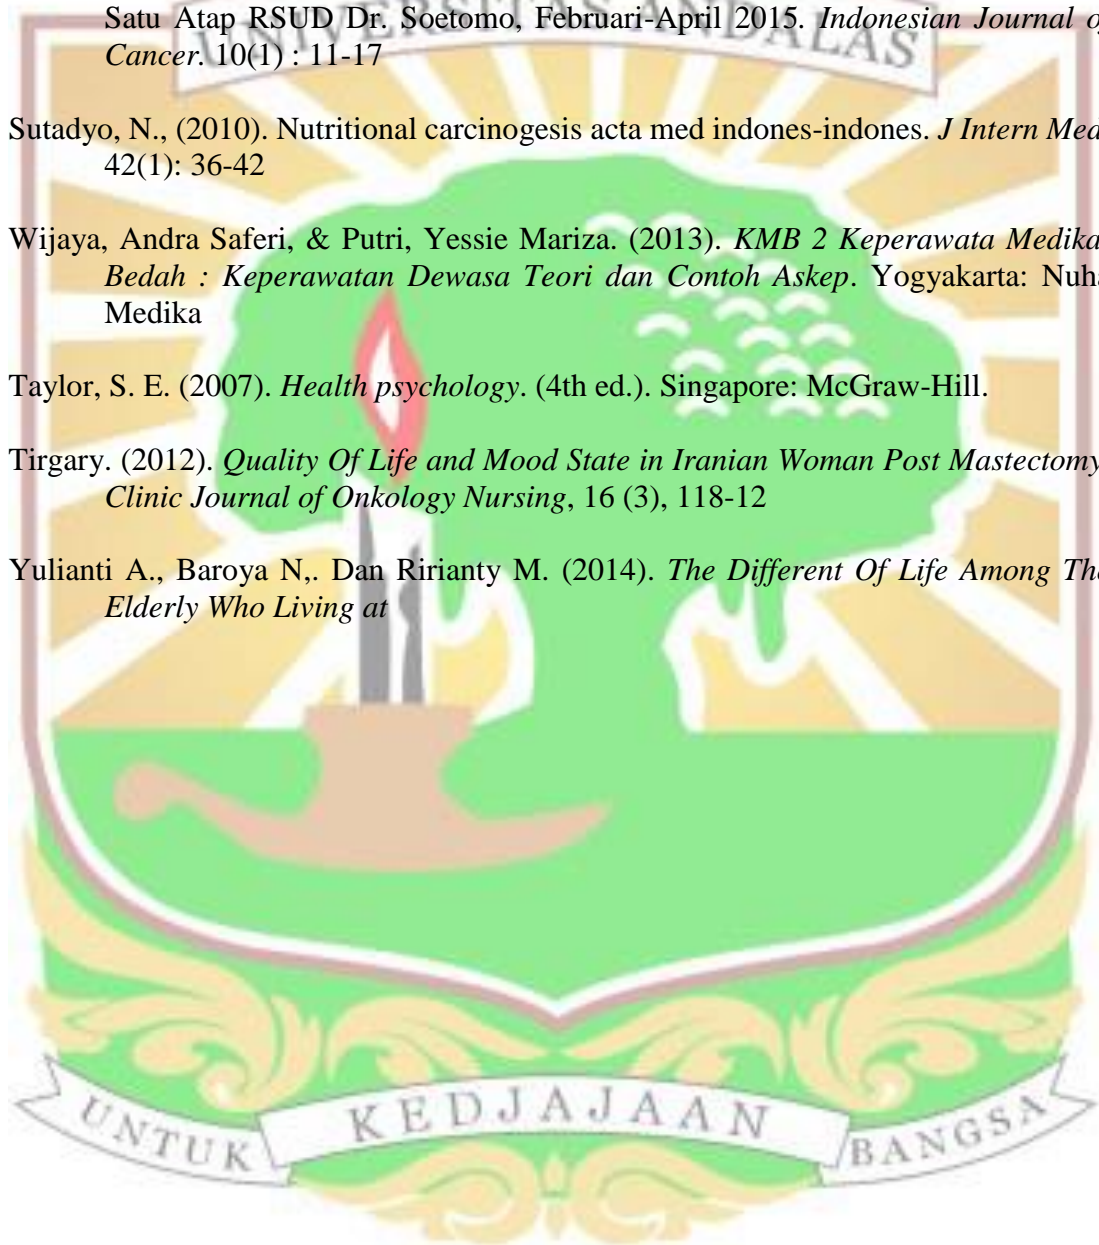 Satu Atap RSUD Dr. Soetomo, Februari-April 2015. Indonesian Journal of
Cancer. 10(1) : 11-17
UNIVERSITAS ANDALAS
Sutadyo, N., (2010). Nutritional carcinogesis acta med indones-indones. J Intern Med
42(1): 36-42
Wijaya, Andra Saferi, & Putri, Yessie Mariza. (2013). KMB 2 Keperawata Medikal
Bedah : Keperawatan Dewasa Teori dan Contoh Askep. Yogyakarta: Nuha
Medika
Taylor, S. E. (2007). Health psychology. (4th ed.). Singapore: McGraw-Hill.
Tirgary. (2012). Quality Of Life and Mood State in Iranian Woman Post Mastectomy
Clinic Journal of Onkology Nursing, 16 (3), 118-12
Yulianti A., Baroya N,. Dan Ririanty M. (2014). The Different Of Life Among The
Elderly Who Living at
UNTUK KEDJAJAAN BANGSA